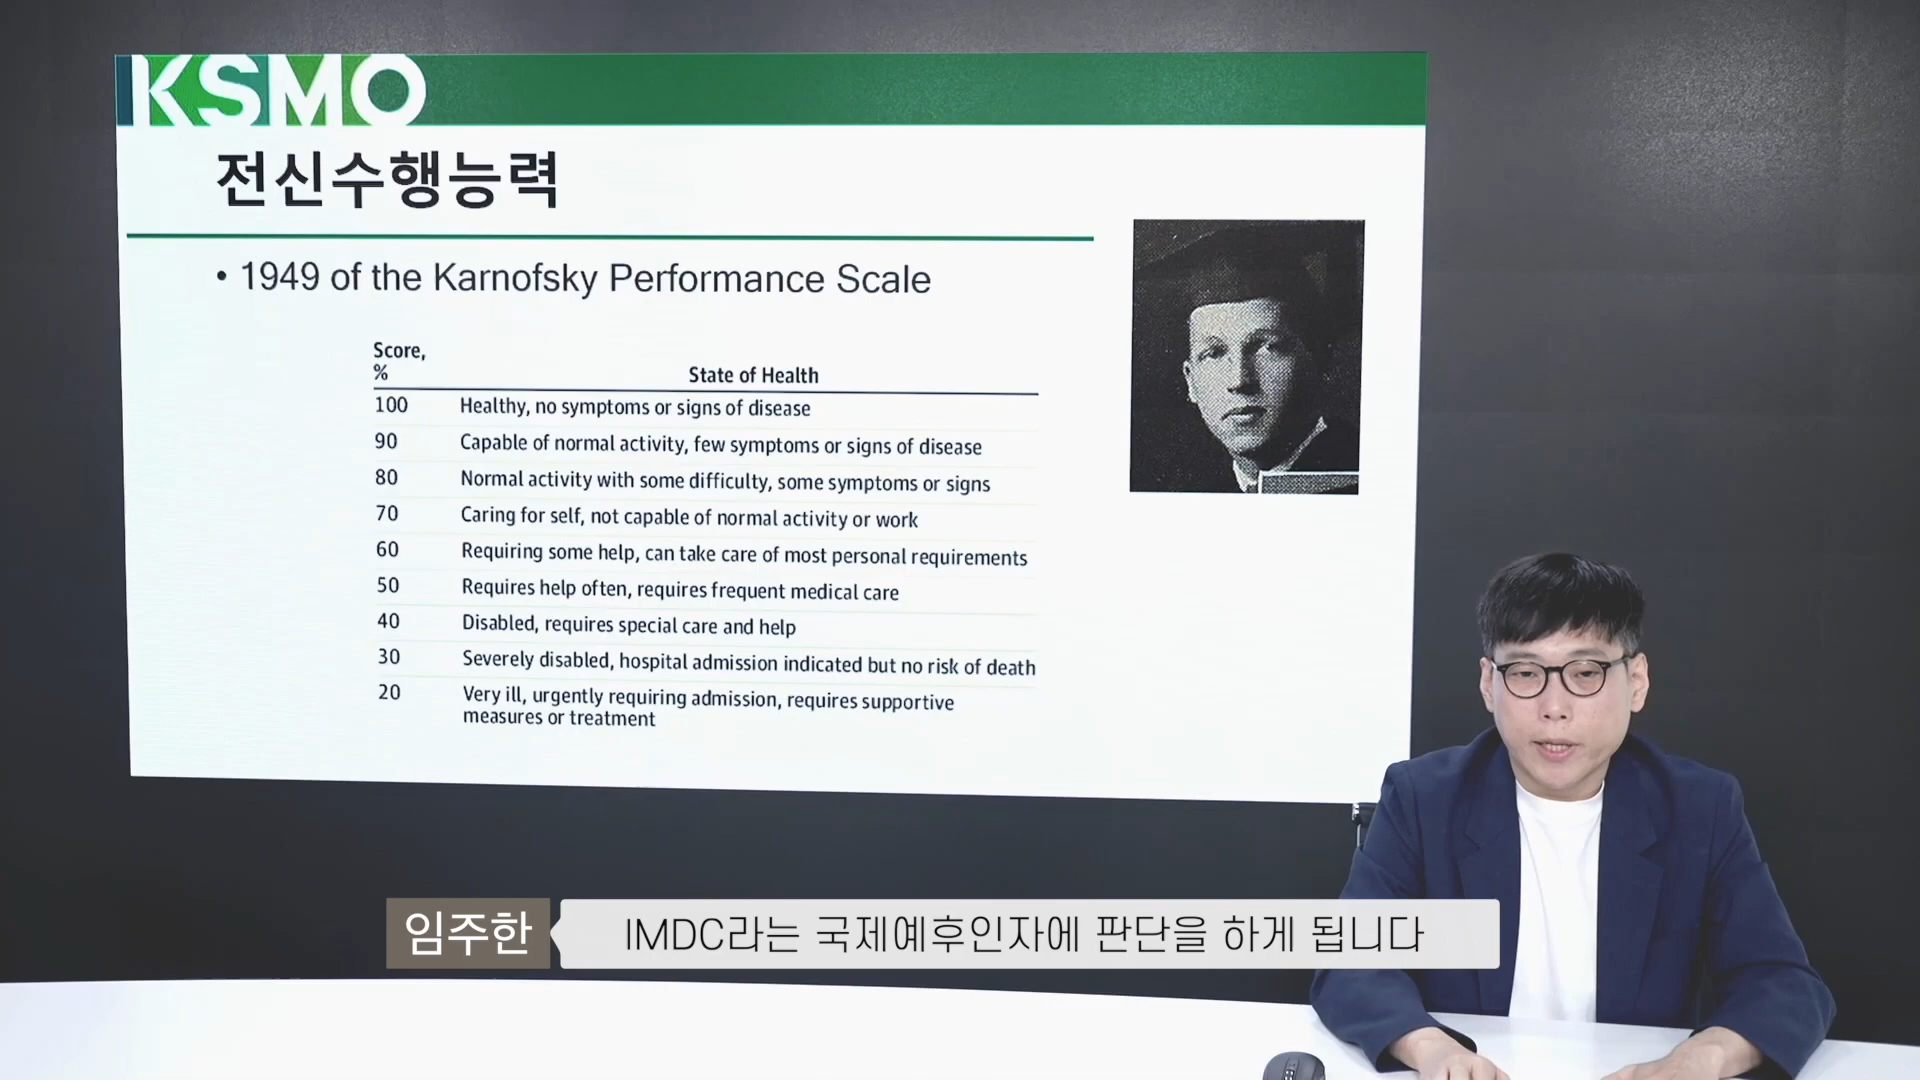 KSMO
전신수행능력
• 1949 of the Karnofsky Performance Scale
Score,
%
State of Health
100 Healthy, no symptoms or signs of disease
90 Capable of normal activity, few symptoms or signs of disease
80 Normal activity with some difficulty, some symptoms or signs
70 Caring for self, not capable of normal activity or work
60 Requiring some help, can take care of most personal requirements
50 Requires help often, requires frequent medical care
40 Disabled, requires special care and help
30 Severely disabled, hospital admission indicated but no risk of death
20 Very ill, urgently requiring admission, requires supportive
measures or treatment
임주한 IMDC라는 국제예후인자에 판단을 하게 됩니다